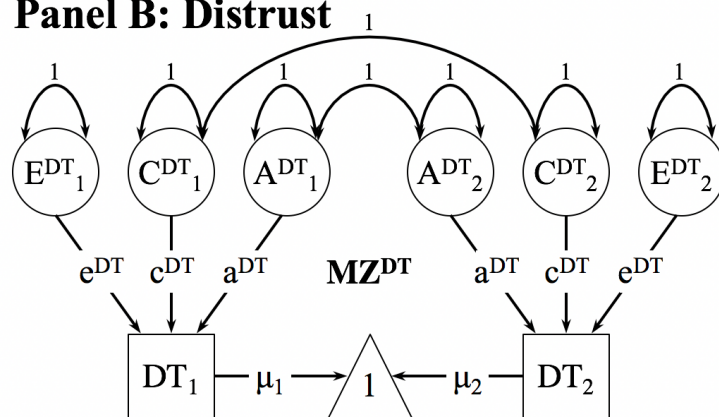 Panel B: Distrust
1
1 1 1 1 1 1 1
E^DT_1 C^DT_1 A^DT_1 A^DT_2 C^DT_2 E^DT_2
e^DT c^DT a^DT MZ^DT a^DT c^DT e^DT
DT_1 μ_1 1 μ_2 DT_2